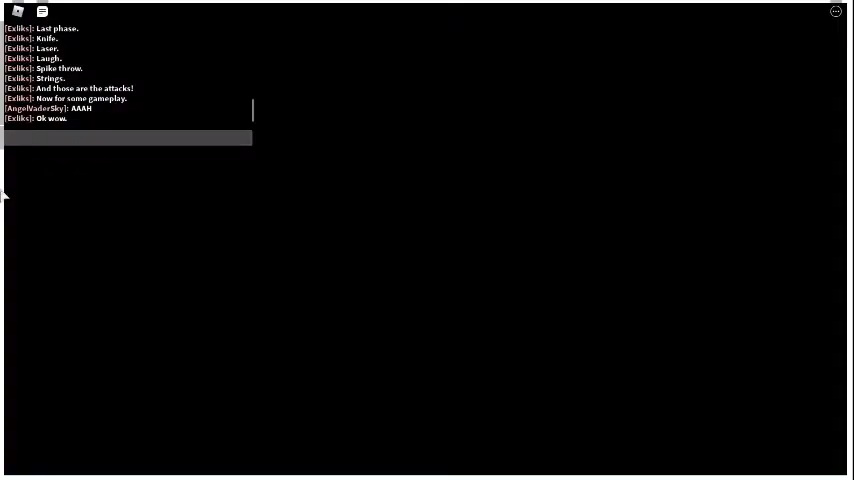 [Exliks]: Last phase.
[Exliks]: Knife.
[Exliks]: Laser.
[Exliks]: Laugh.
[Exliks]: Spike throw.
[Exliks]: Strings.
[Exliks]: And those are the attacks!
[Exliks]: Now for some gameplay.
[AngelVaderSky]: AAAH
[Exliks]: Ok wow.